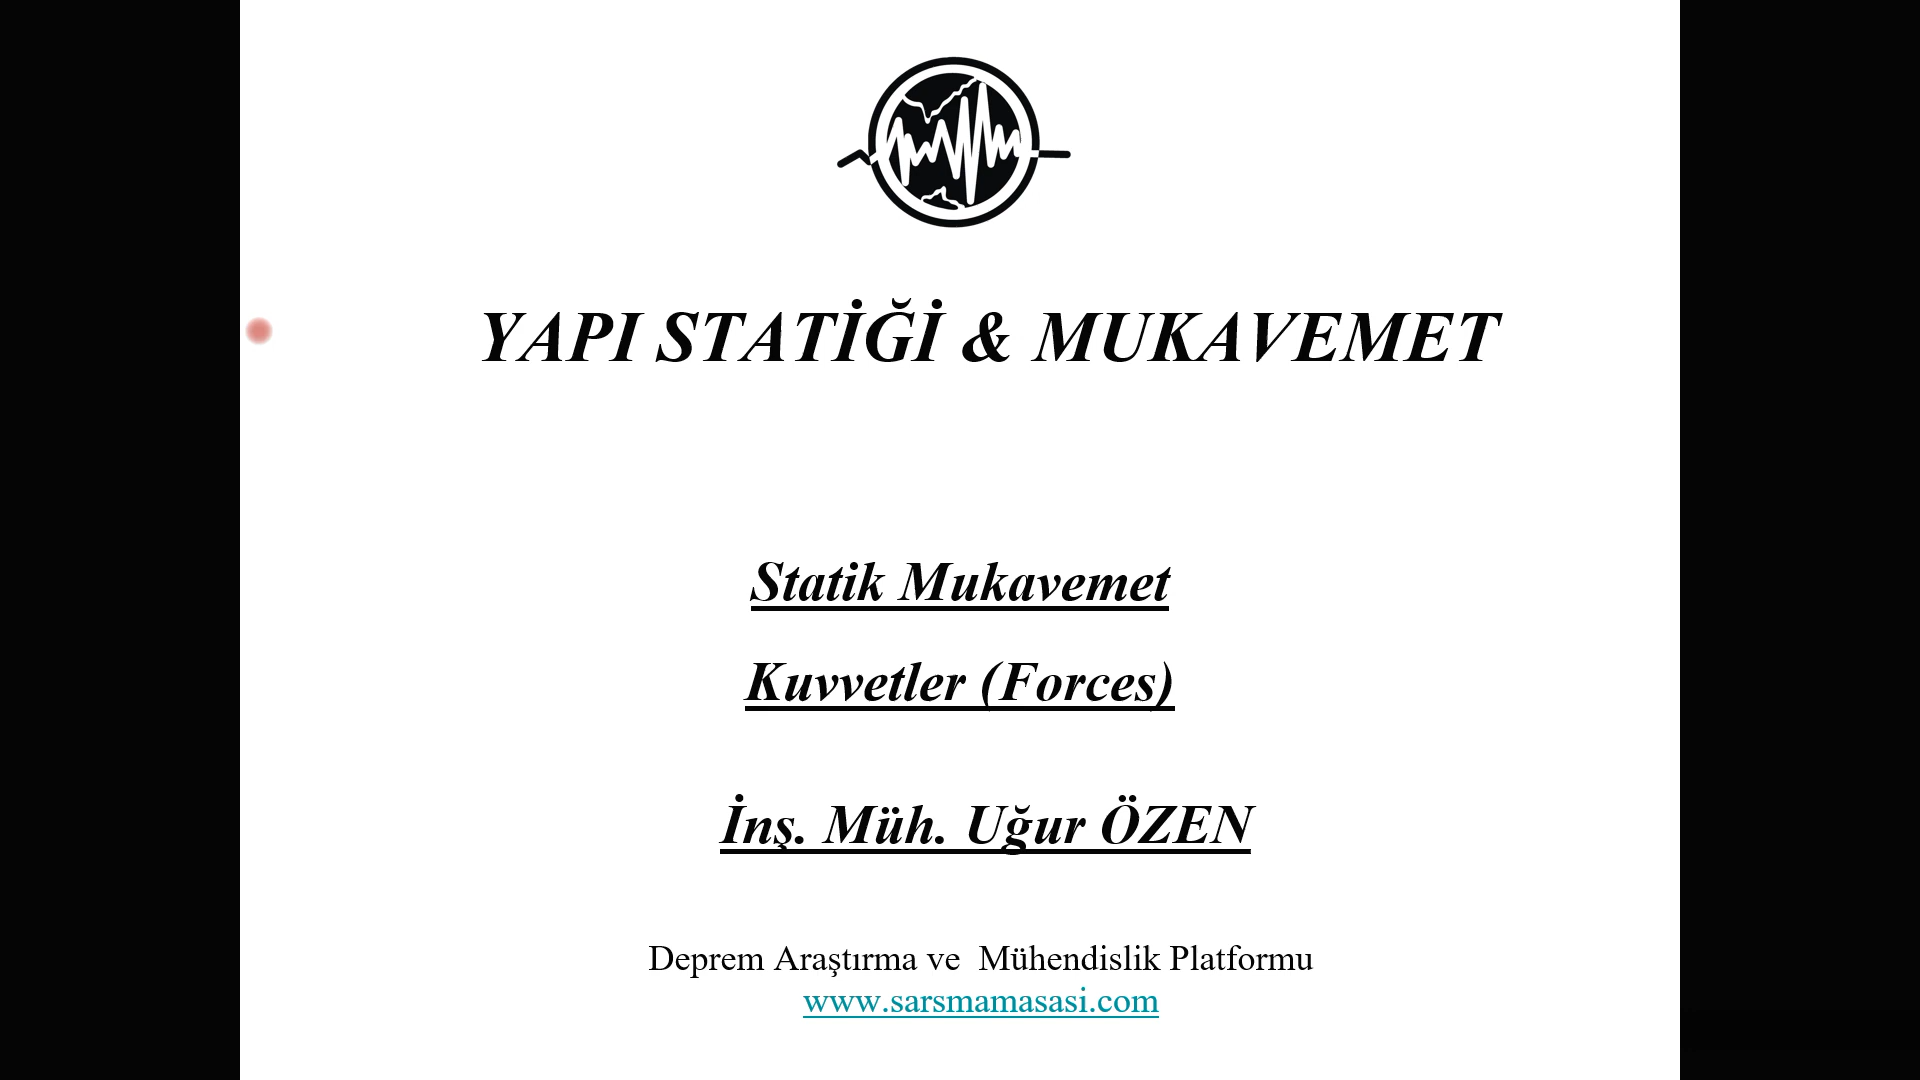 YAPI STATİĞİ & MUKAVEMET
Statik Mukavemet
Kuvvetler (Forces)
İnş. Müh. Uğur ÖZEN
Deprem Araştırma ve  Mühendislik Platformu
www.sarsmamasasi.com